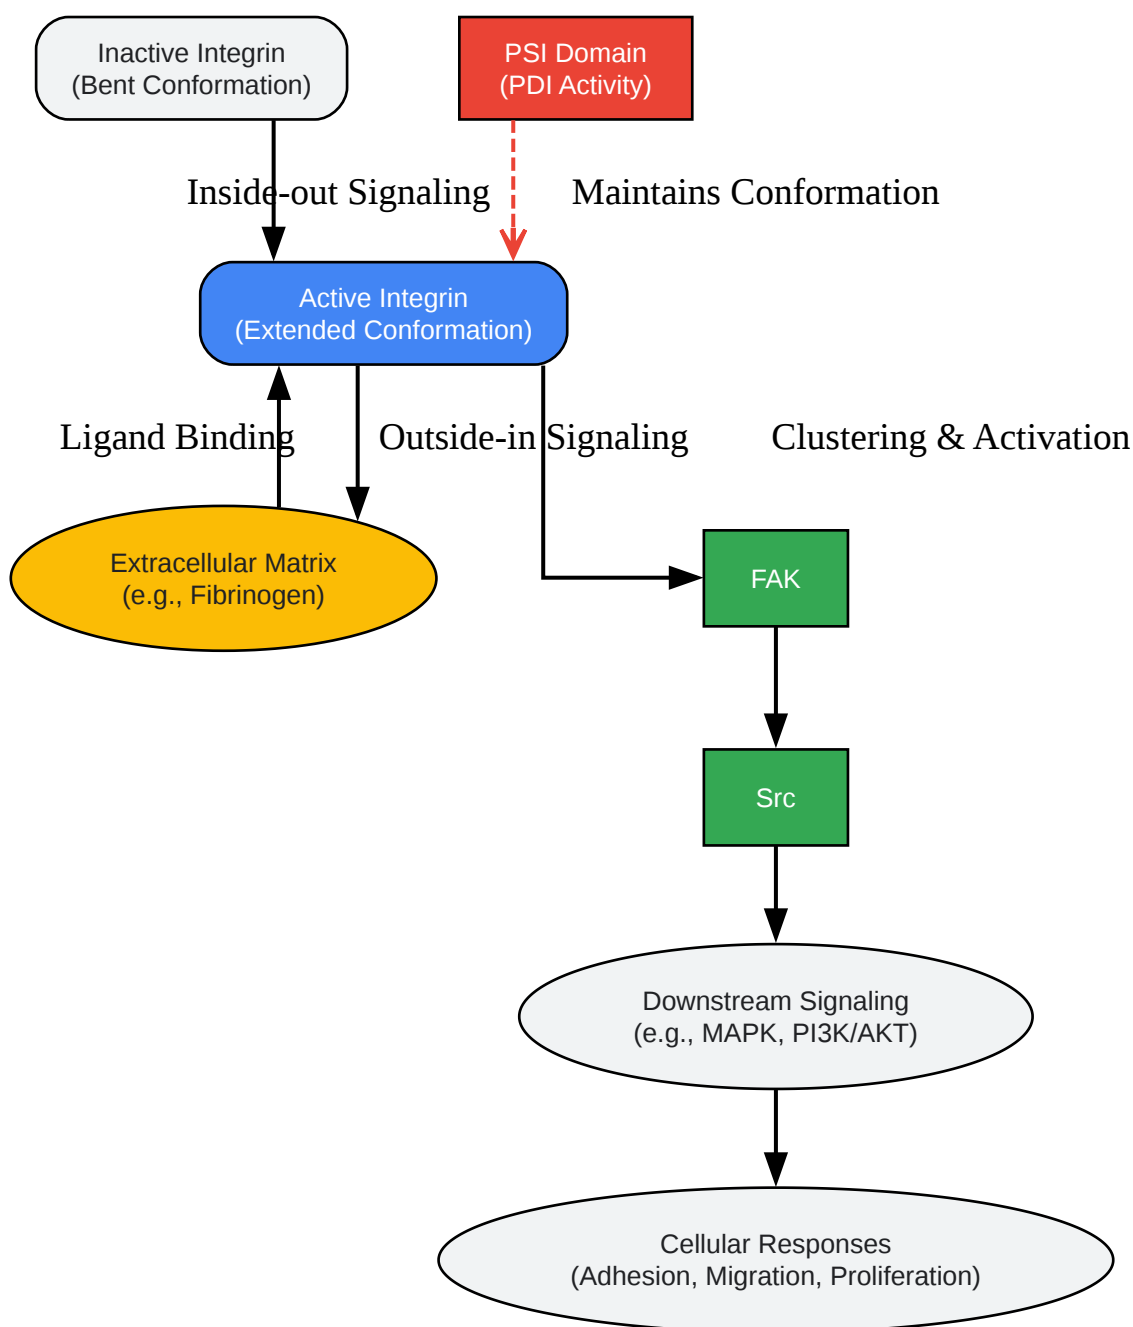 Inactive Integrin
(Bent Conformation)
PSI Domain
(PDI Activity)
Inside-out Signaling
Maintains Conformation
Active Integrin
(Extended Conformation)
Ligand Binding
Outside-in Signaling
Clustering & Activation
Extracellular Matrix
(e.g., Fibrinogen)
FAK
Src
Downstream Signaling
(e.g., MAPK, PI3K/AKT)
Cellular Responses
(Adhesion, Migration, Proliferation)